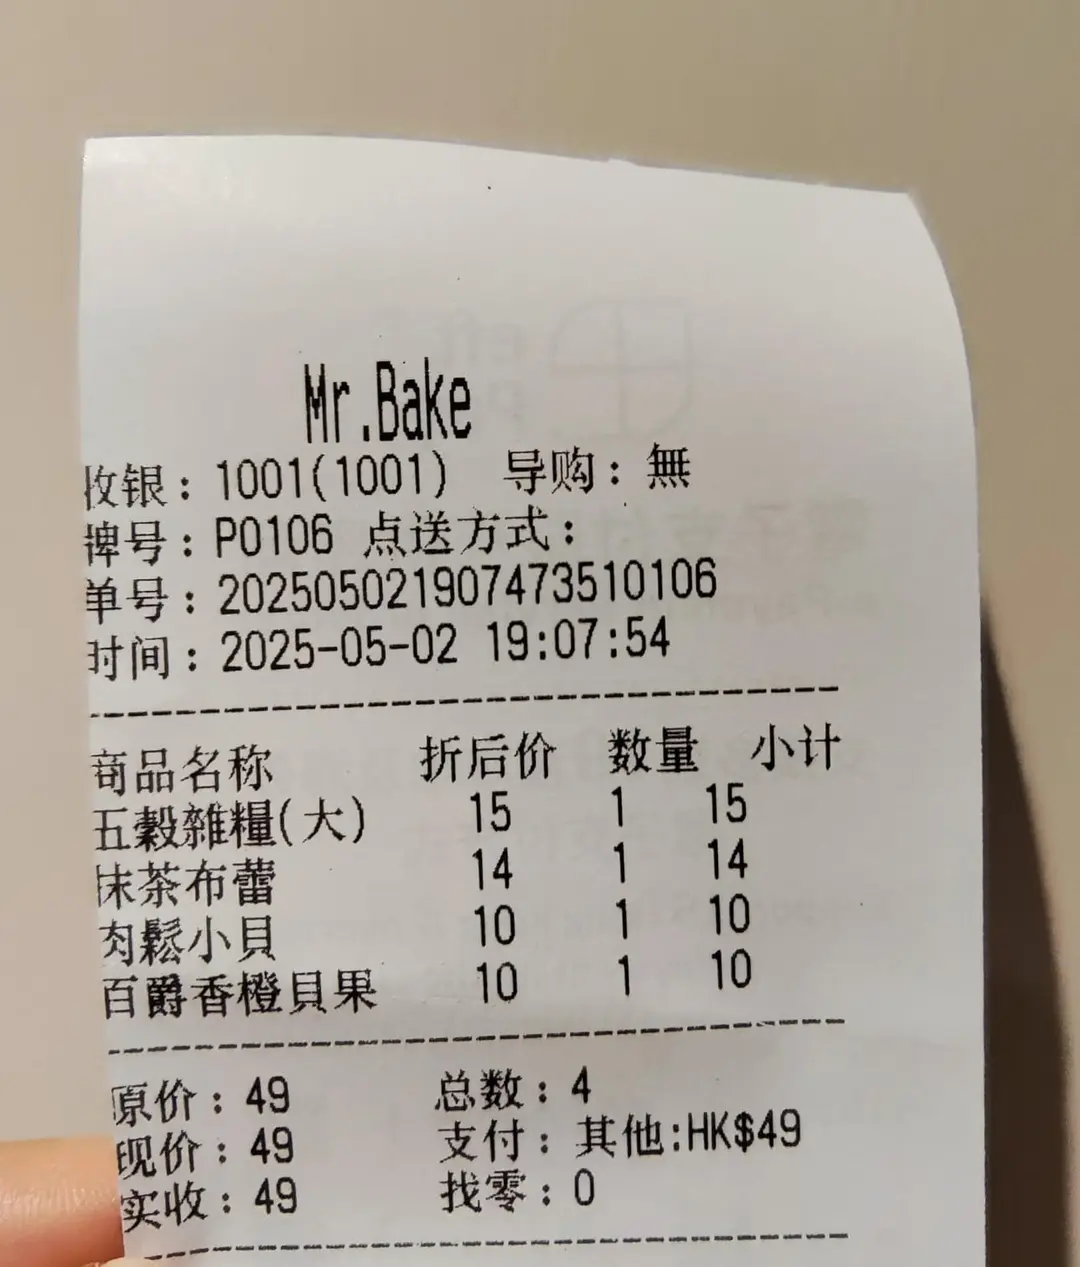 Mr.Bake
收银：1001(1001) 导购：無
牌号：P0106 点送方式：
单号：202505021907473510106
时间：2025-05-02 19:07:54
商品名称 折后价 数量 小计
五穀雜糧(大) 15 1 15
抹茶布蕾 14 1 14
肉鬆小貝 10 1 10
百爵香橙貝果 10 1 10
原价：49 总数：4
现价：49 支付：其他:HK$49
实收：49 找零：0